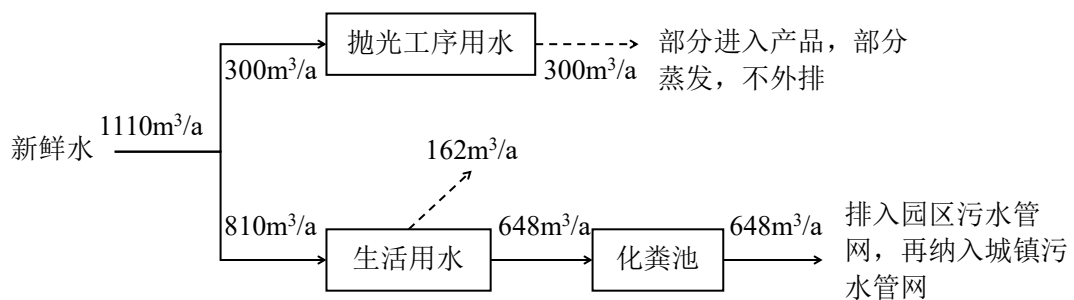 抛光工序用水
部分进入产品，部分
蒸发，不外排
300m³/a
300m³/a
1110m³/a
新鲜水
162m³/a
810m³/a
生活用水
648m³/a
化粪池
648m³/a
排入园区污水管
网，再纳入城镇污
水管网